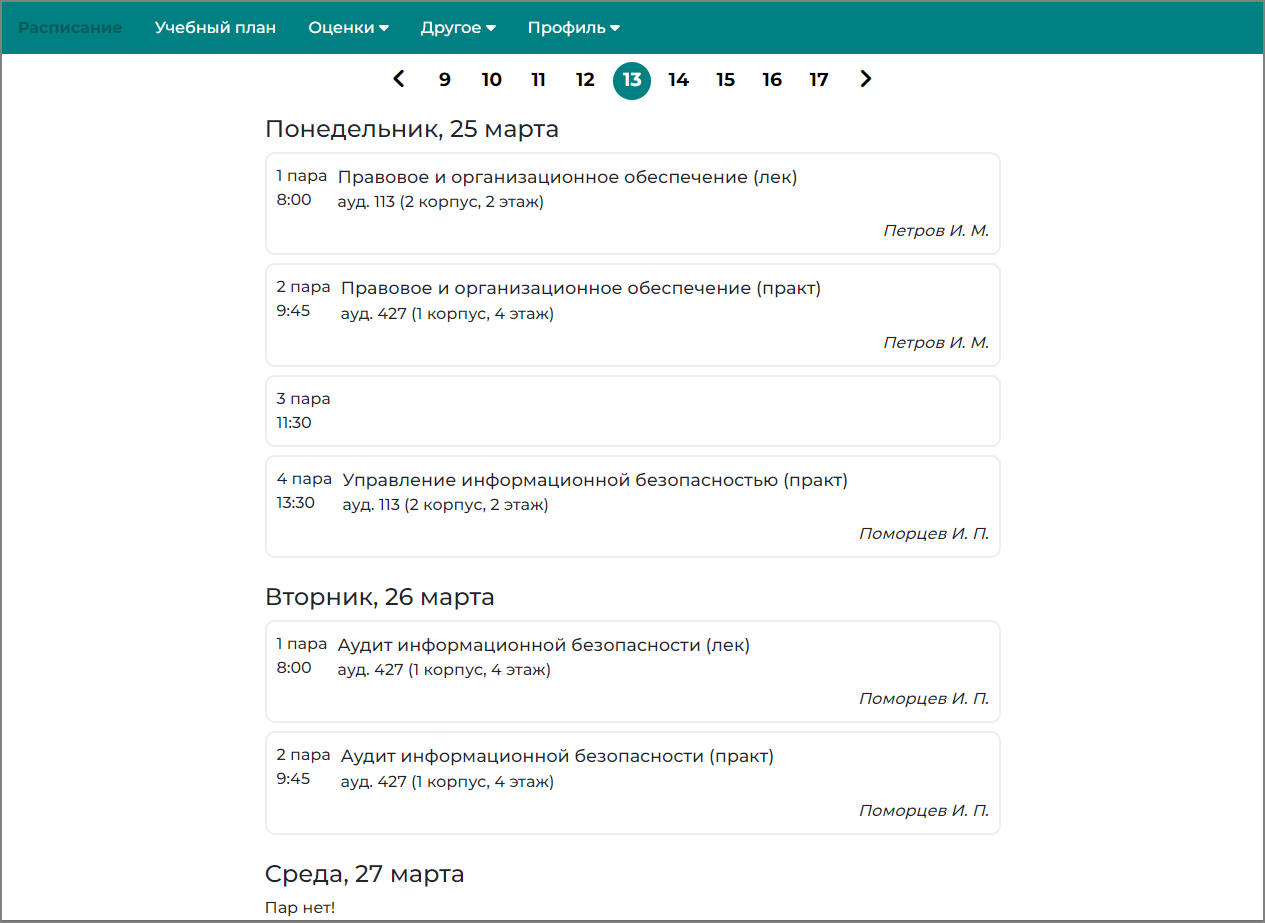 Расписание Учебный план Оценки Другое Профиль
9 10 11 12 13 14 15 16 17
Понедельник, 25 марта
1 пара Правовое и организационное обеспечение (лек)
8:00 ауд. 113 (2 корпус, 2 этаж)
Петров И. М.
2 пара Правовое и организационное обеспечение (практ)
9:45 ауд. 427 (1 корпус, 4 этаж)
Петров И. М.
3 пара
11:30
4 пара Управление информационной безопасностью (практ)
13:30 ауд. 113 (2 корпус, 2 этаж)
Поморцев И. П.
Вторник, 26 марта
1 пара Аудит информационной безопасности (лек)
8:00 ауд. 427 (1 корпус, 4 этаж)
Поморцев И. П.
2 пара Аудит информационной безопасности (практ)
9:45 ауд. 427 (1 корпус, 4 этаж)
Поморцев И. П.
Среда, 27 марта
Пар нет!